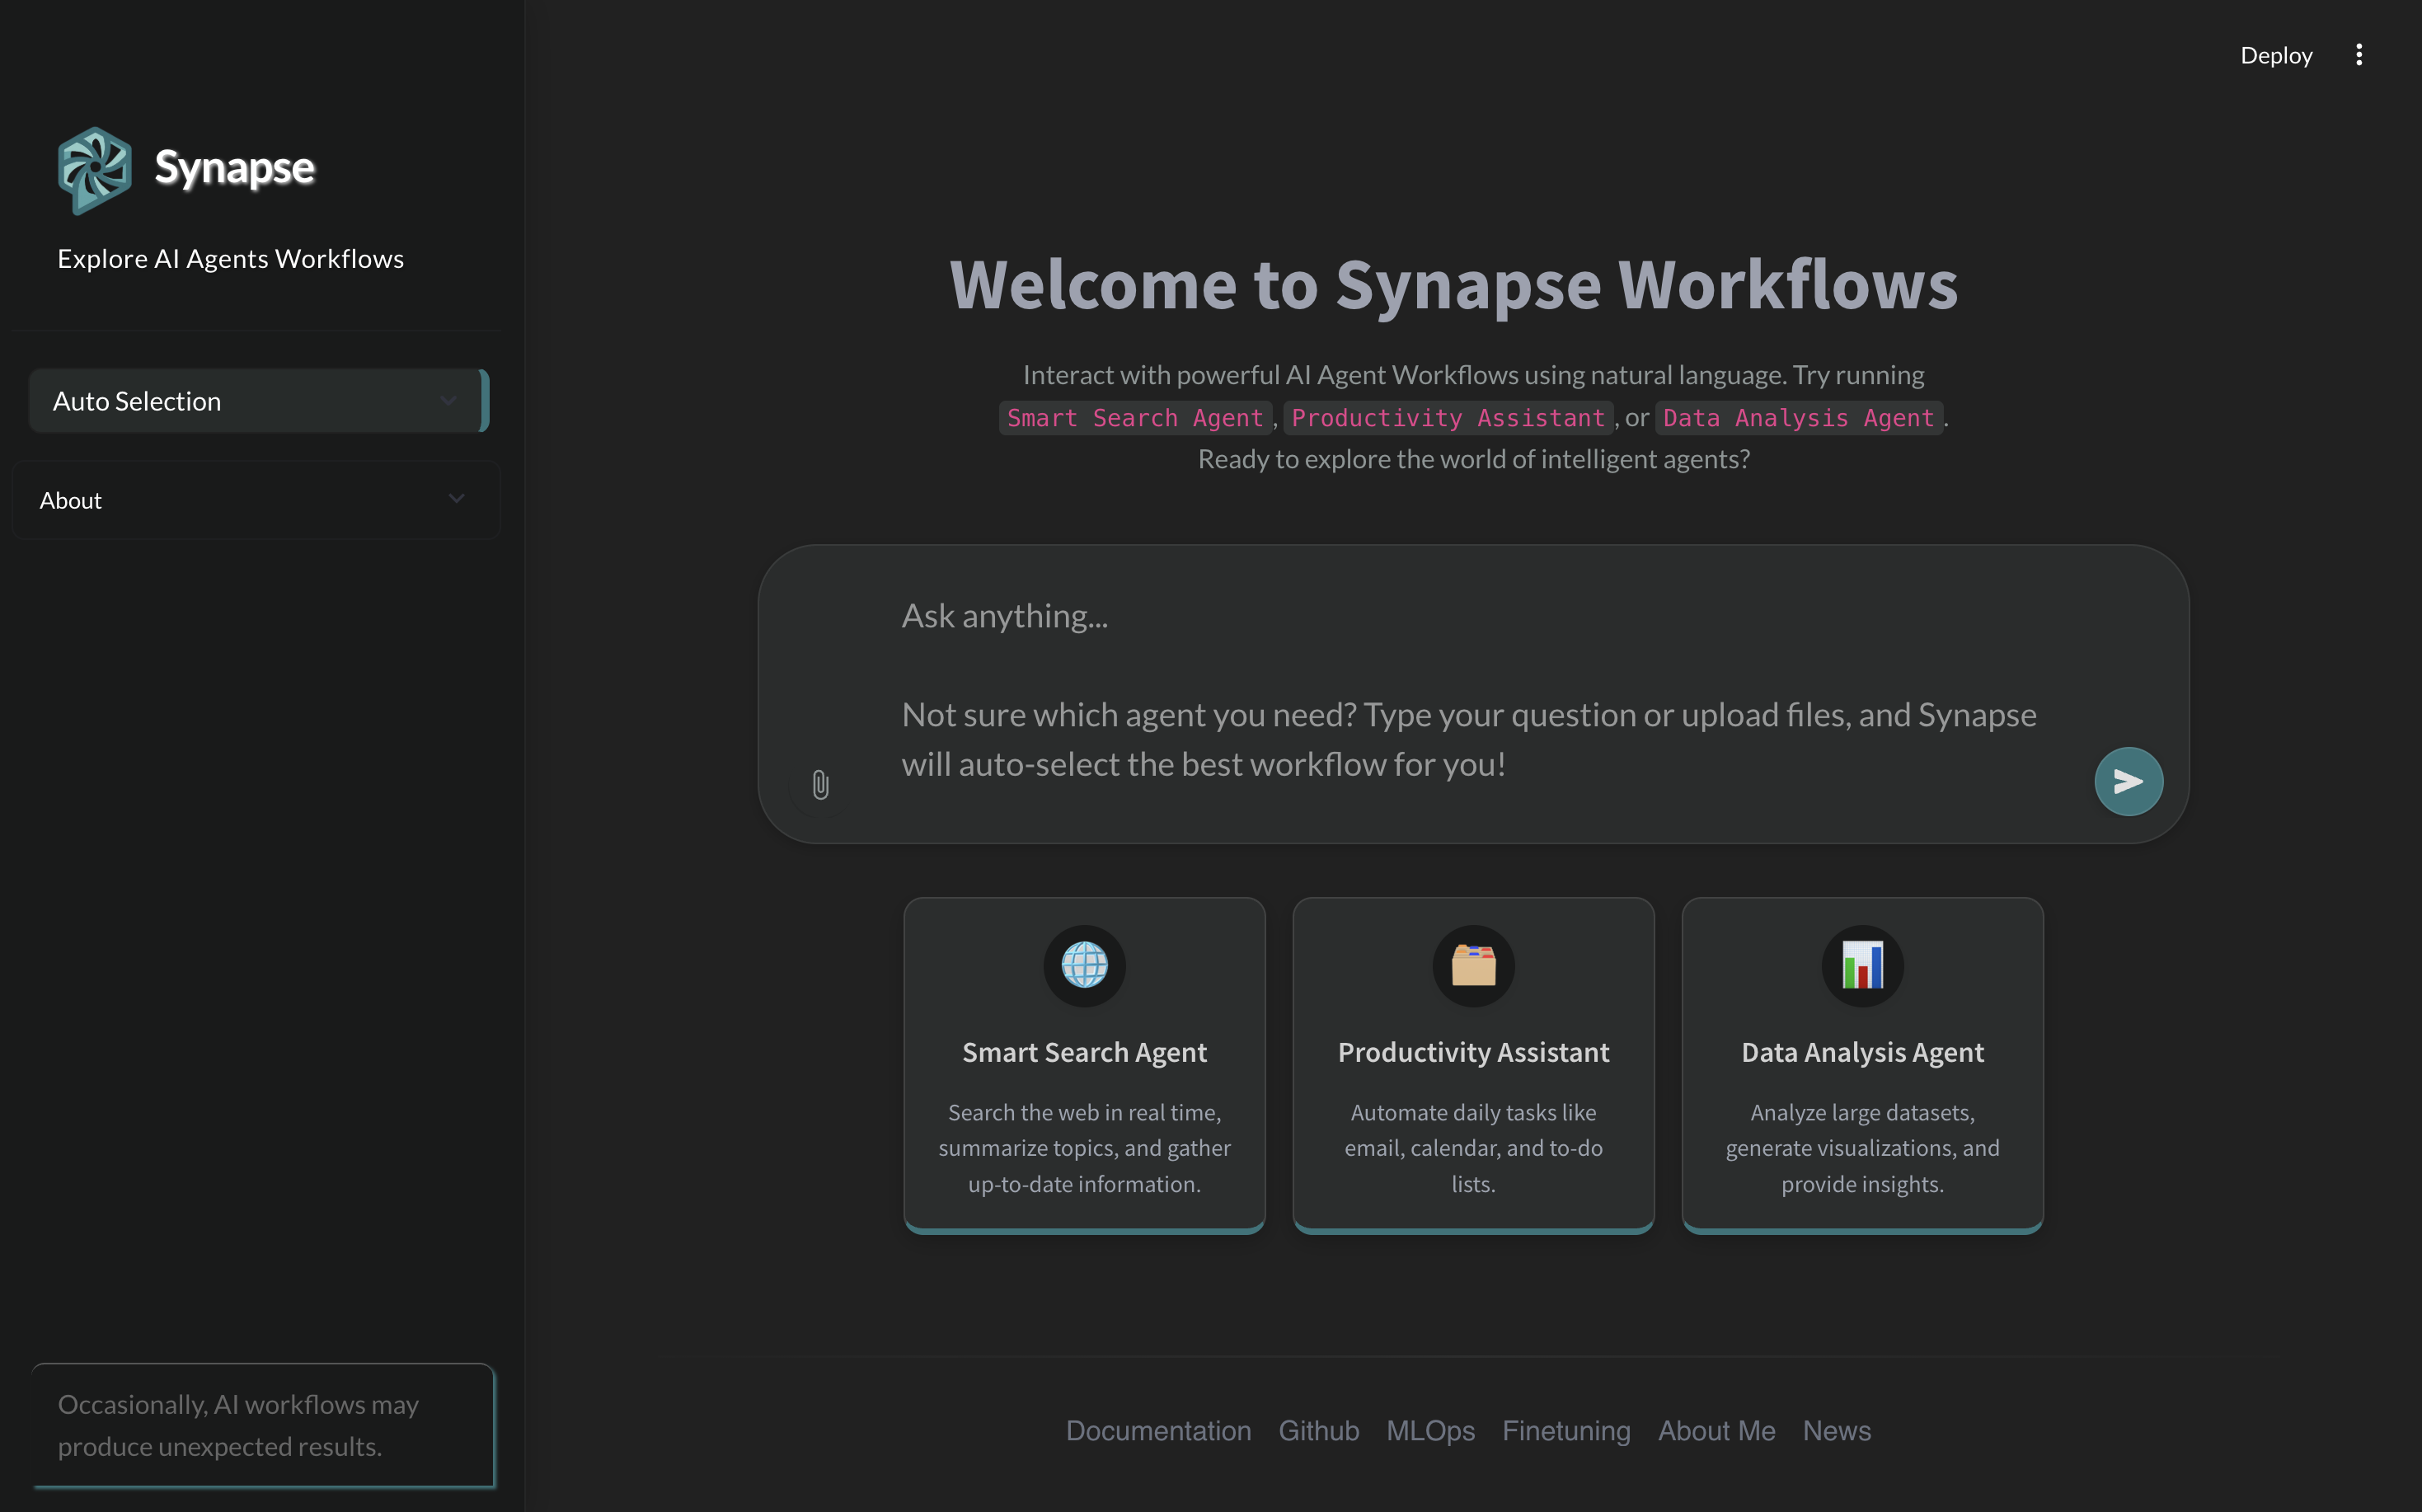 Deploy
Synapse
Explore AI Agents Workflows
Auto Selection
About
Occasionally, AI workflows may
produce unexpected results.
Welcome to Synapse Workflows
Interact with powerful AI Agent Workflows using natural language. Try running
Smart Search Agent, Productivity Assistant, or Data Analysis Agent.
Ready to explore the world of intelligent agents?
Ask anything...
Not sure which agent you need? Type your question or upload files, and Synapse
will auto-select the best workflow for you!
Smart Search Agent
Search the web in real time,
summarize topics, and gather
up-to-date information.
Productivity Assistant
Automate daily tasks like
email, calendar, and to-do
lists.
Data Analysis Agent
Analyze large datasets,
generate visualizations, and
provide insights.
Documentation Github MLOps Finetuning About Me News